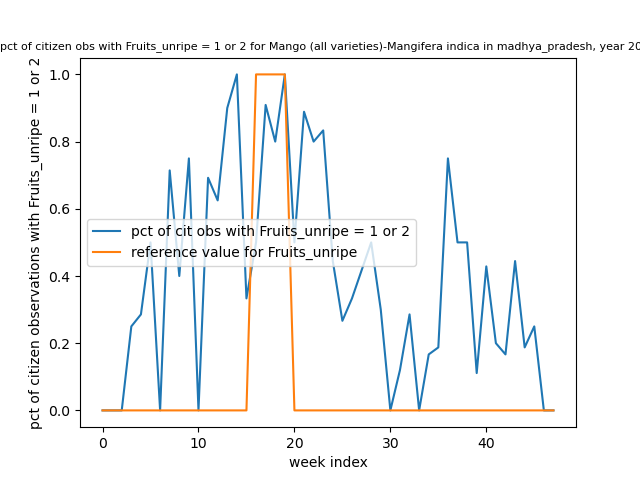 pct of citizen obs with Fruits_unripe = 1 or 2 for Mango (all varieties)-Mangifera indica in madhya_pradesh, year 20
pct of citizen observations with Fruits_unripe = 1 or 2
1.0
0.8
0.6
0.4
0.2
0.0
pct of cit obs with Fruits_unripe = 1 or 2
reference value for Fruits_unripe
0 10 20 30 40
week index